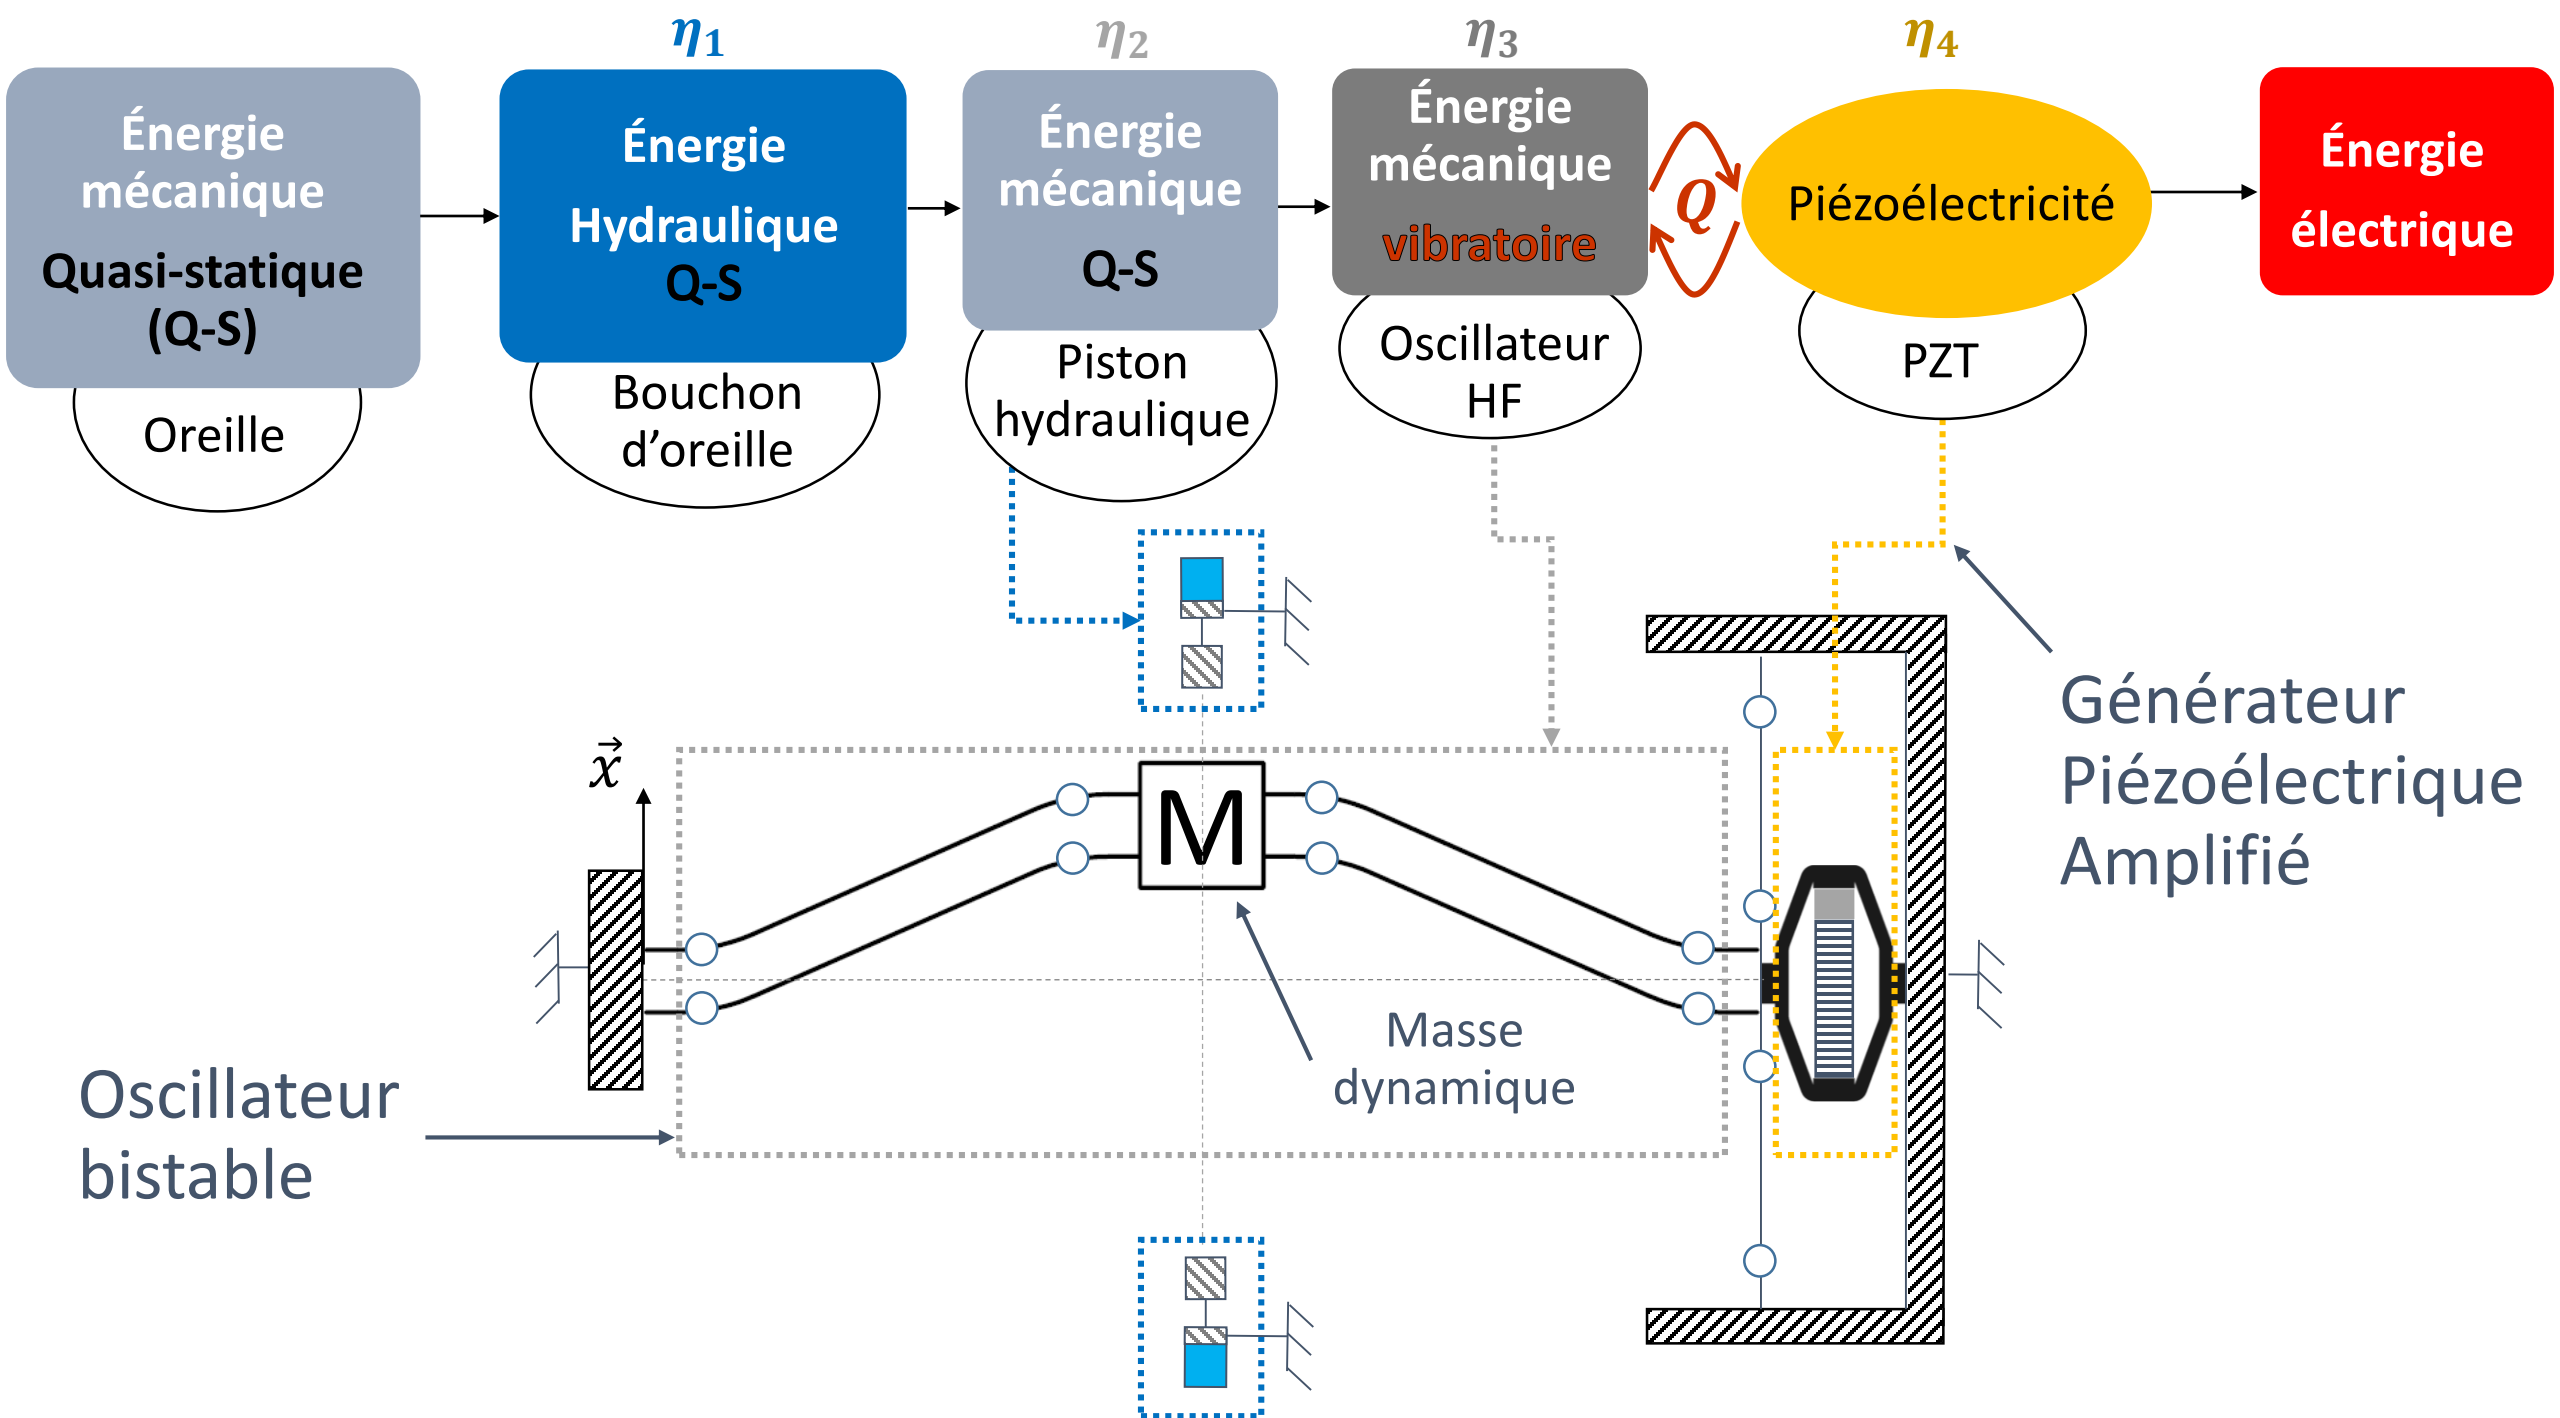 η1
η2
η3
η4
Énergie
mécanique
Quasi-statique
(Q-S)
Oreille
Énergie
Hydraulique
Q-S
Bouchon
d’oreille
Énergie
mécanique
Q-S
Piston
hydraulique
Énergie
mécanique
vibratoire
Oscillateur
HF
Q
Piézoélectricité
PZT
Énergie
électrique
Générateur
Piézoélectrique
Amplifié
x⃗
M
Masse
dynamique
Oscillateur
bistable